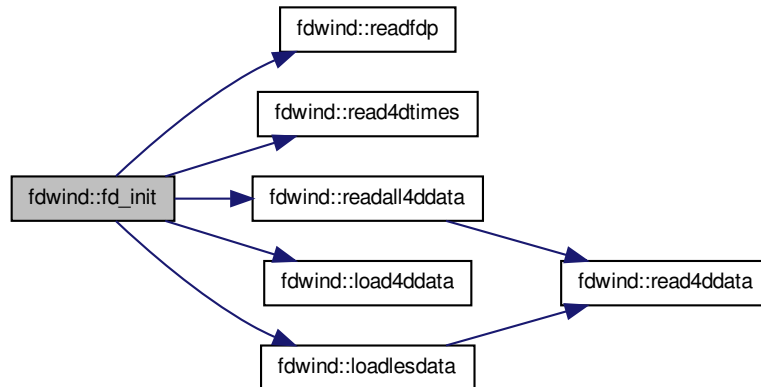 fdwind::readfdp
fdwind::read4dtimes
fdwind::fd_init
fdwind::readall4ddata
fdwind::load4ddata
fdwind::read4ddata
fdwind::loadlesdata